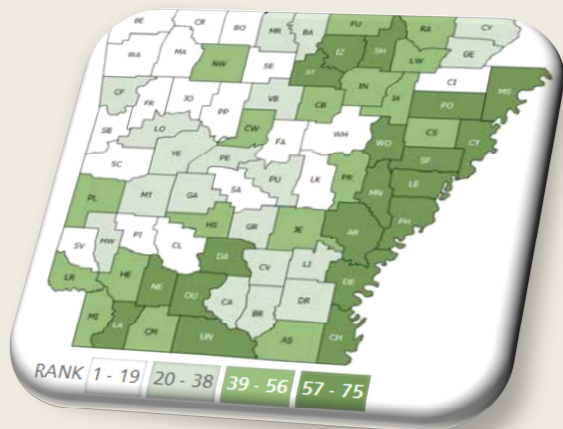 BE CR BO MR BA FU RA CY
WA MA NW SE ST IZ SH LW GE
CF FK JO PP VB CB IN JA CI PO MS
SB LO CW FA WH WO CS CT
SC YE PE SF
PL MT GA SA PU LK PR MN LE
SV HW PI CL HS GR JE AR PH
LR HE NE DA CV LI DE
MI LA CM OU UN CA BR DR AS CH
RANK 1 - 19 20 - 38 39 - 56 57 - 75